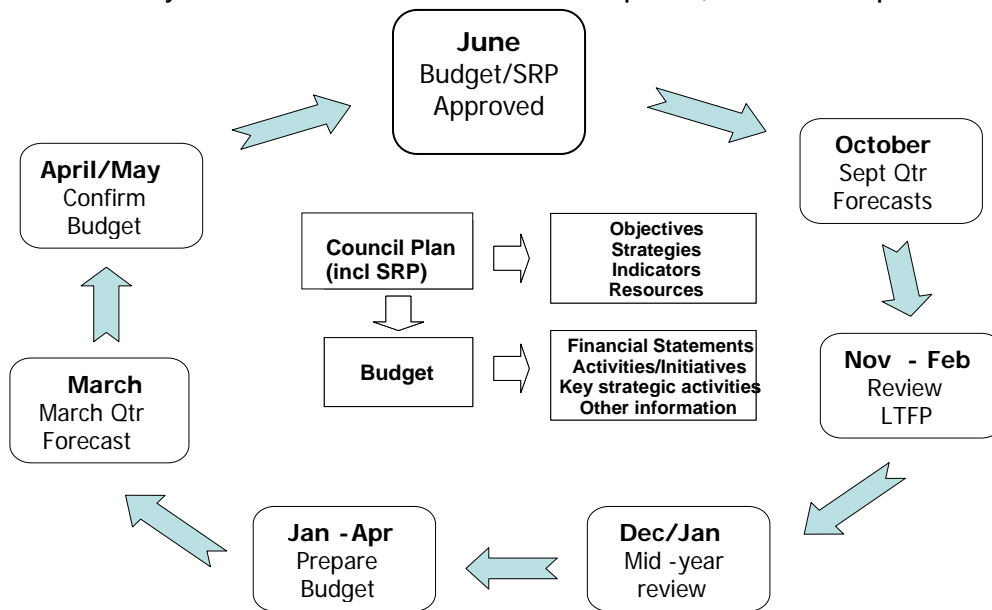 June
Budget/SRP
Approved
October
Sept Qtr
Forecasts
Nov - Feb
Review
LTFP
Dec/Jan
Mid -year
review
Jan -Apr
Prepare
Budget
March
March Qtr
Forecast
April/May
Confirm
Budget
Council Plan
(incl SRP)
Objectives
Strategies
Indicators
Resources
Budget
Financial Statements
Activities/Initiatives
Key strategic activities
Other information